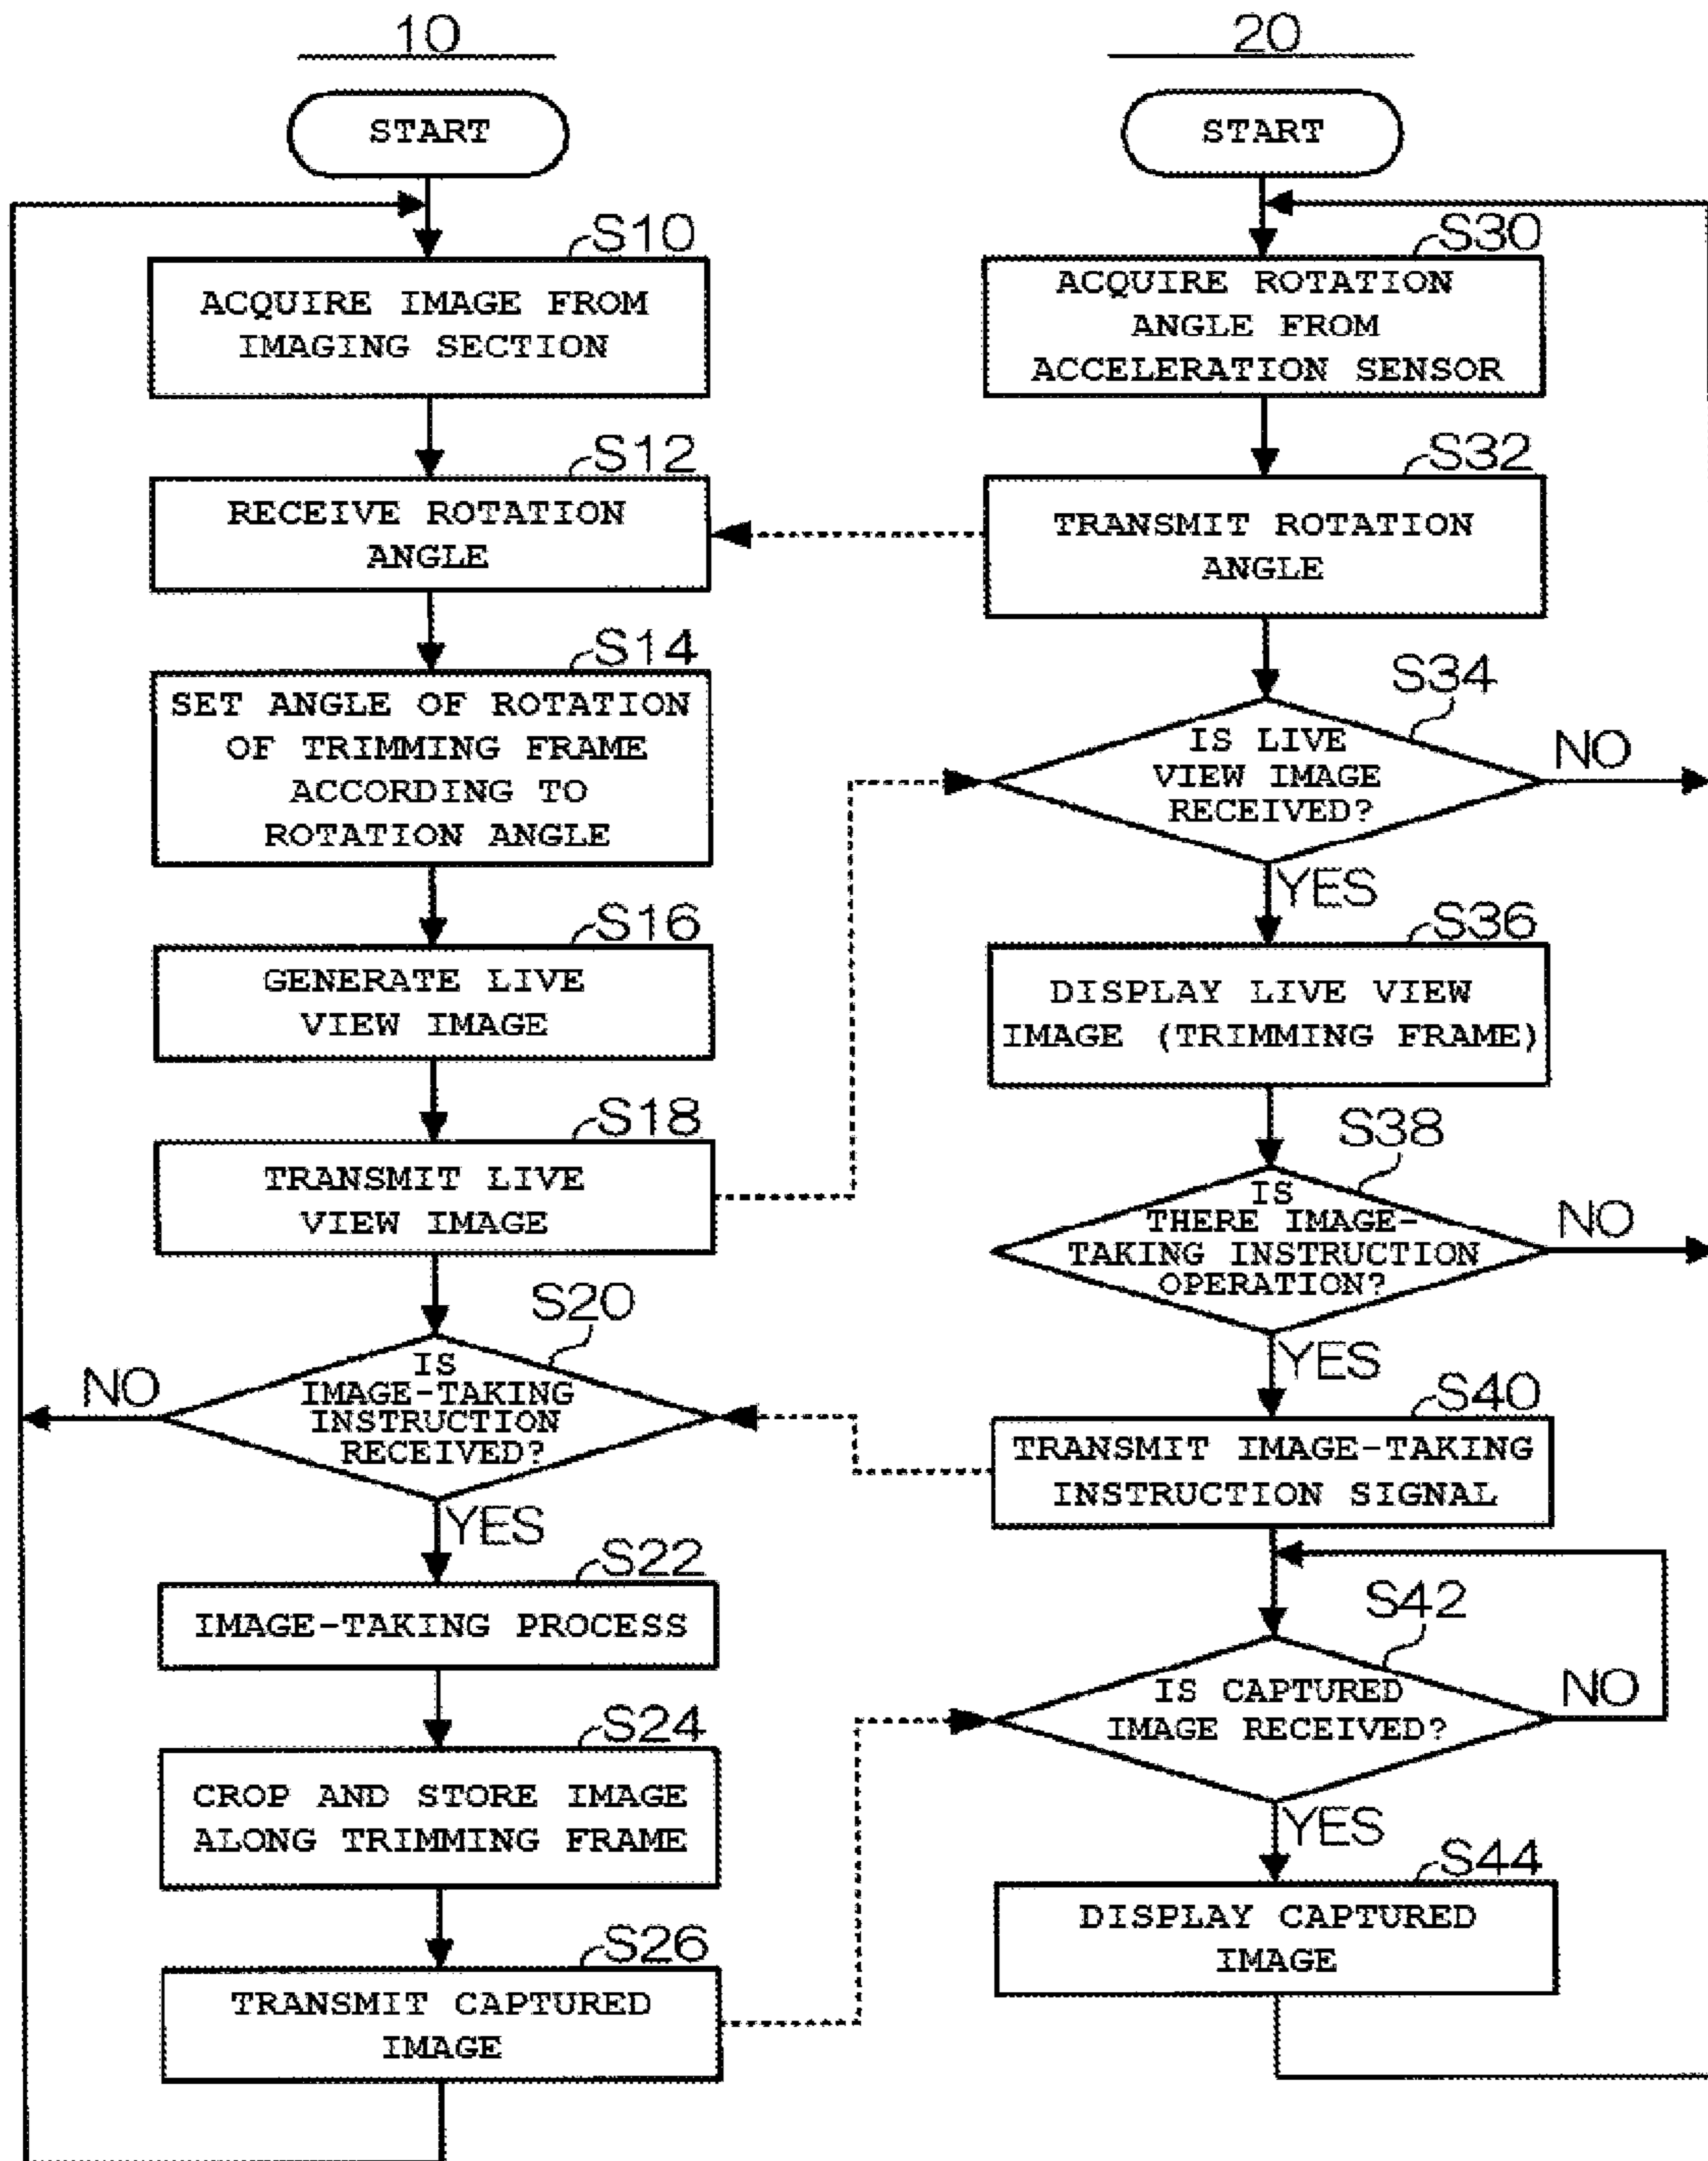 10
START
S10
ACQUIRE IMAGE FROM
IMAGING SECTION
S12
RECEIVE ROTATION
ANGLE
S14
SET ANGLE OF ROTATION
OF TRIMMING FRAME
ACCORDING TO
ROTATION ANGLE
S16
GENERATE LIVE
VIEW IMAGE
S18
TRANSMIT LIVE
VIEW IMAGE
S20
IS
IMAGE-TAKING
INSTRUCTION
RECEIVED?
NO
YES
S22
IMAGE-TAKING PROCESS
S24
CROP AND STORE IMAGE
ALONG TRIMMING FRAME
S26
TRANSMIT CAPTURED
IMAGE
20
START
S30
ACQUIRE ROTATION
ANGLE FROM
ACCELERATION SENSOR
S32
TRANSMIT ROTATION
ANGLE
S34
IS LIVE
VIEW IMAGE
RECEIVED?
NO
YES
S36
DISPLAY LIVE VIEW
IMAGE (TRIMMING FRAME)
S38
IS
THERE IMAGE-
TAKING INSTRUCTION
OPERATION?
NO
YES
S40
TRANSMIT IMAGE-TAKING
INSTRUCTION SIGNAL
S42
IS CAPTURED
IMAGE RECEIVED?
NO
YES
S44
DISPLAY CAPTURED
IMAGE